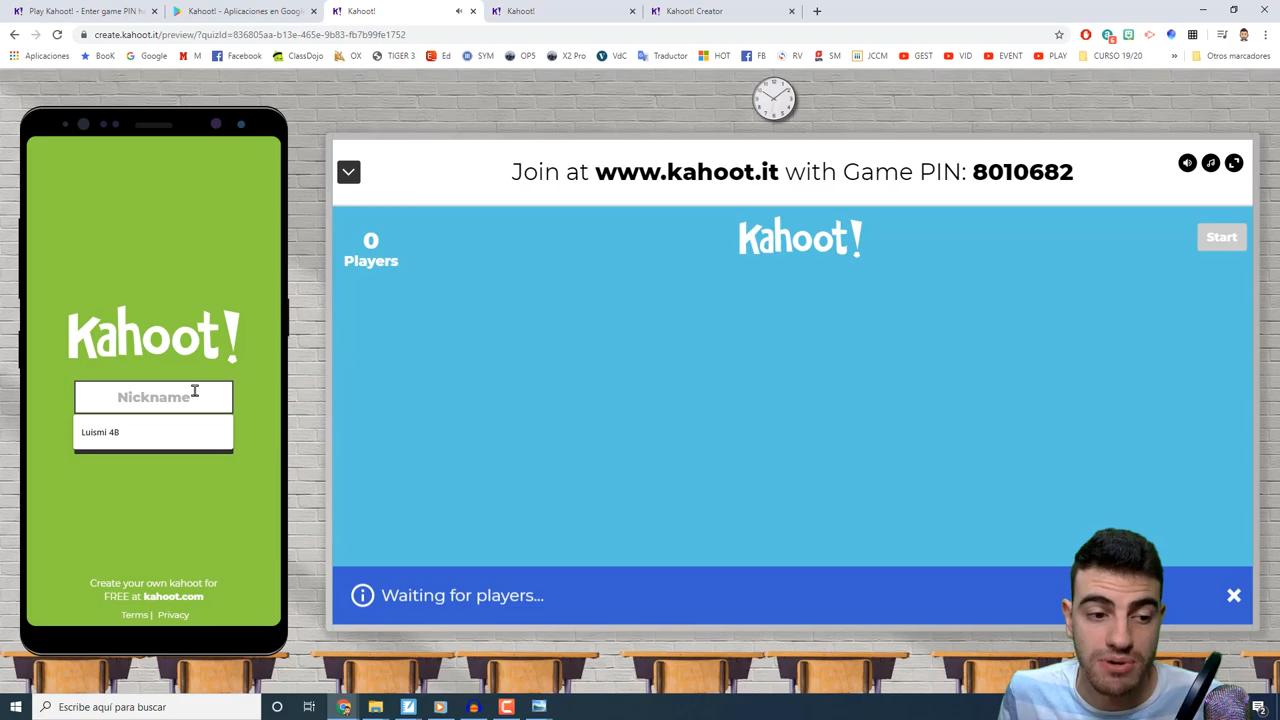 Play Kahoot! - Enter game PIN h
Kahoot! - Aplicaciones en Googl
Kahoot!
Kahoot!
Kahoot! Creator
create.kahoot.it/preview/?quizId=836805aa-b13e-465e-9b83-fb7b99fe1752
Aplicaciones
BooK
Google
M
Facebook
ClassDojo
OX
TIGERS
Ed
SYM
OP5
X2 Pro
VdC
Traductor
HOT
FB
RV
SM
JCCM
GEST
VID
EVENT
PLAY
CURSO 19/20
Otros marcadores
Join at www.kahoot.it with Game PIN: 8010682
0
Players
Kahoot!
Start
Kahoot!
Nickname
Luismi 4B
Create your own kahoot for
FREE at kahoot.com
Terms | Privacy
Waiting for players...
Escribe aquí para buscar